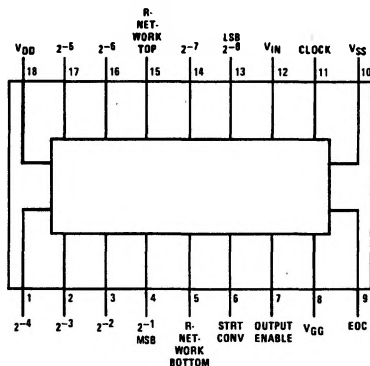 R-
NET-
WORK
TOP
LSB
V_DD 2^-5 2^-6 2^-7 2^-8 V_IN CLOCK V_SS
18 17 16 15 14 13 12 11 10
1 2 3 4 5 6 7 8 9
2^-4 2^-3 2^-2 2^-1 R- STRT OUTPUT V_GG EOC
MSB NET- CONV ENABLE
WORK
BOTTOM